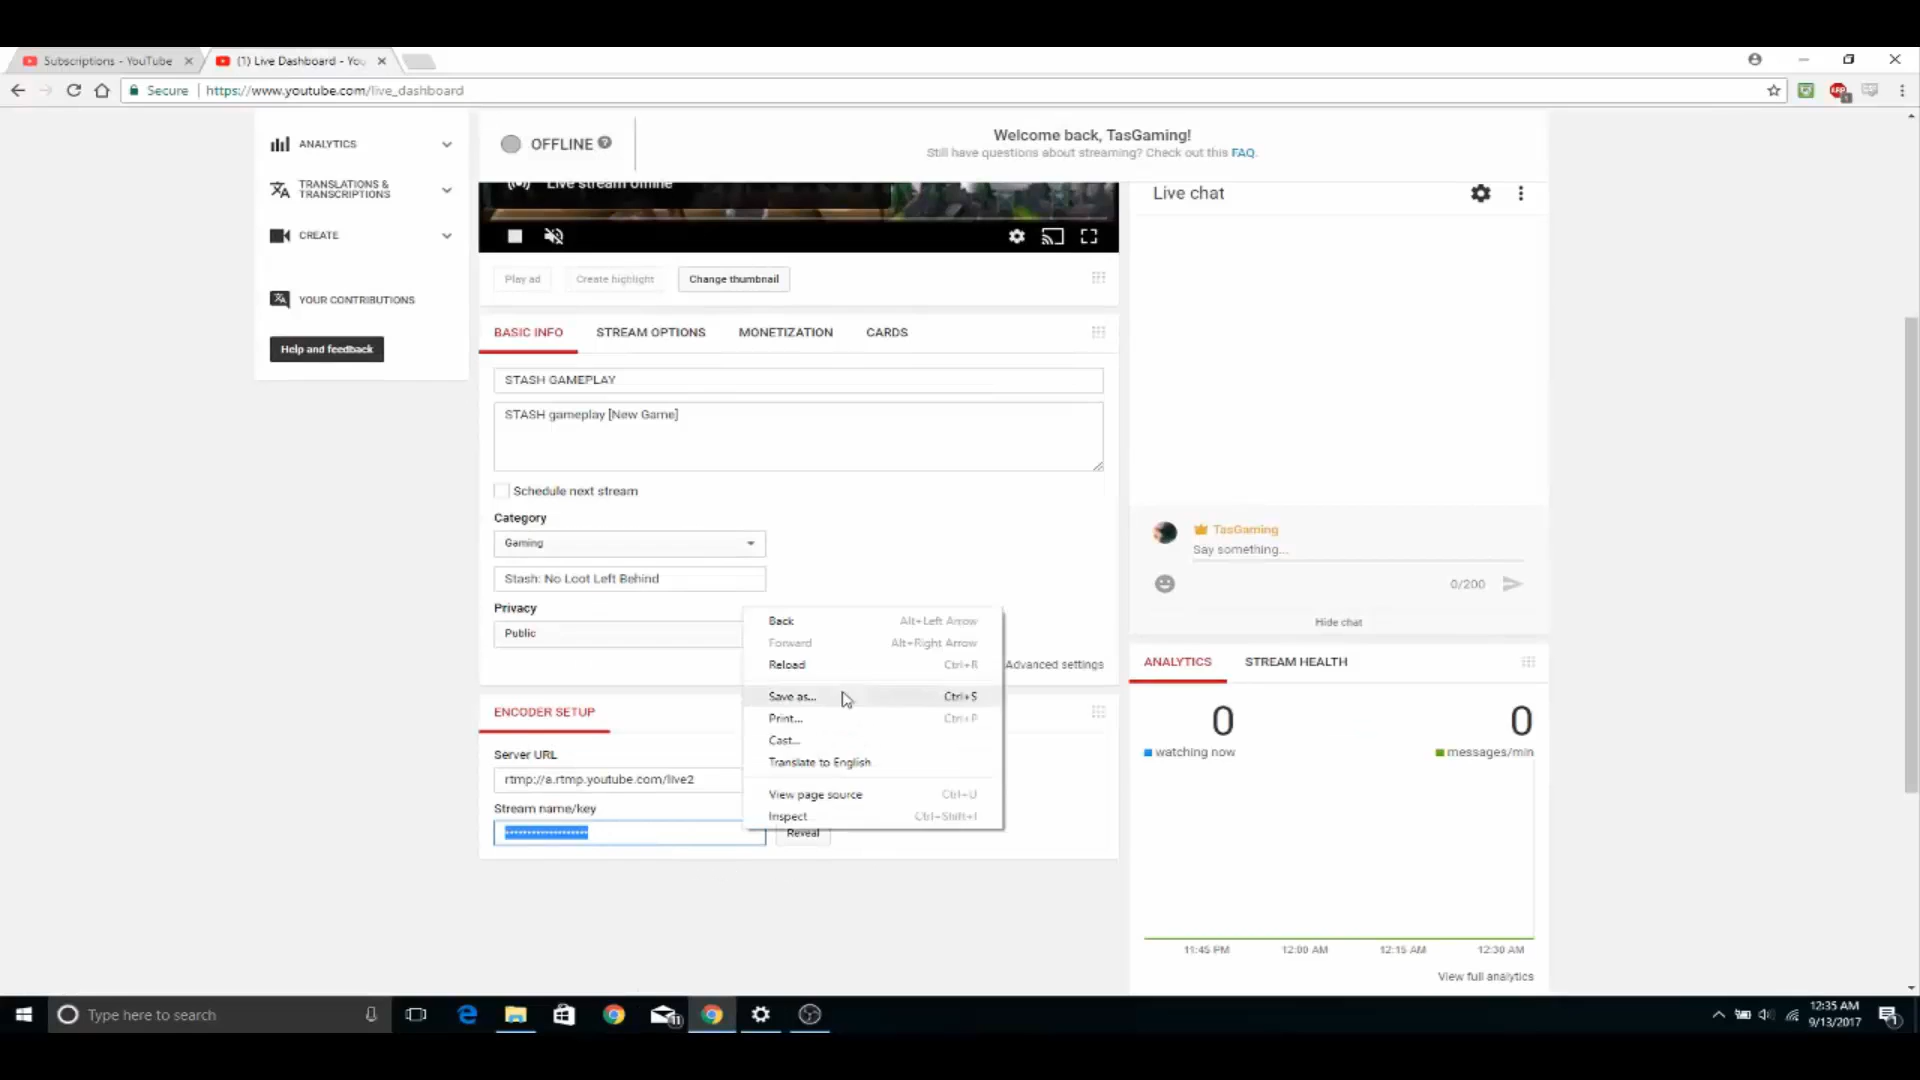 Subscriptions - YouTube
(1) Live Dashboard - You
Secure
https://www.youtube.com/live_dashboard
ANALYTICS
TRANSLATIONS &
TRANSCRIPTIONS
CREATE
YOUR CONTRIBUTIONS
Help and feedback
OFFLINE
Welcome back, TasGaming!
Still have questions about streaming? Check out this FAQ.
Live stream offline
Play ad
Create highlight
Change thumbnail
BASIC INFO
STREAM OPTIONS
MONETIZATION
CARDS
STASH GAMEPLAY
STASH gameplay [New Game]
Schedule next stream
Category
Gaming
Stash: No Loot Left Behind
Privacy
Public
Advanced settings
Back Alt+Left Arrow
Forward Alt+Right Arrow
Reload Ctrl+R
Save as... Ctrl+S
Print... Ctrl+P
Cast...
Translate to English
View page source Ctrl+U
Inspect Ctrl+Shift+I
ENCODER SETUP
Server URL
rtmp://a.rtmp.youtube.com/live2
Stream name/key
Reveal
Live chat
TasGaming
Say something...
0/200
Hide chat
ANALYTICS
STREAM HEALTH
0
0
watching now
messages/min
11:45 PM
12:00 AM
12:15 AM
12:30 AM
View full analytics
Type here to search
11
12:35 AM
9/13/2017